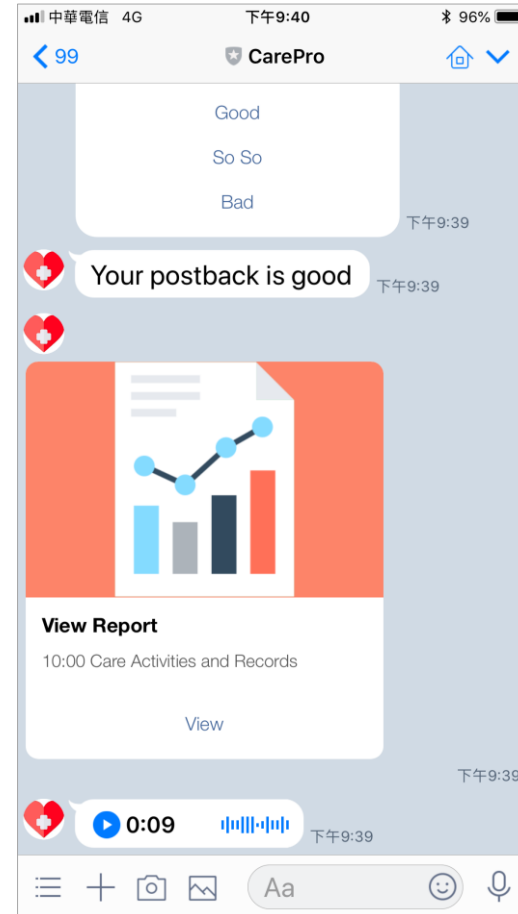 中華電信 4G 下午9:40 96%
99 CarePro
Good
So So
Bad
下午9:39
Your postback is good
下午9:39
View Report
10:00 Care Activities and Records
View
下午9:39
0:09
下午9:39
Aa